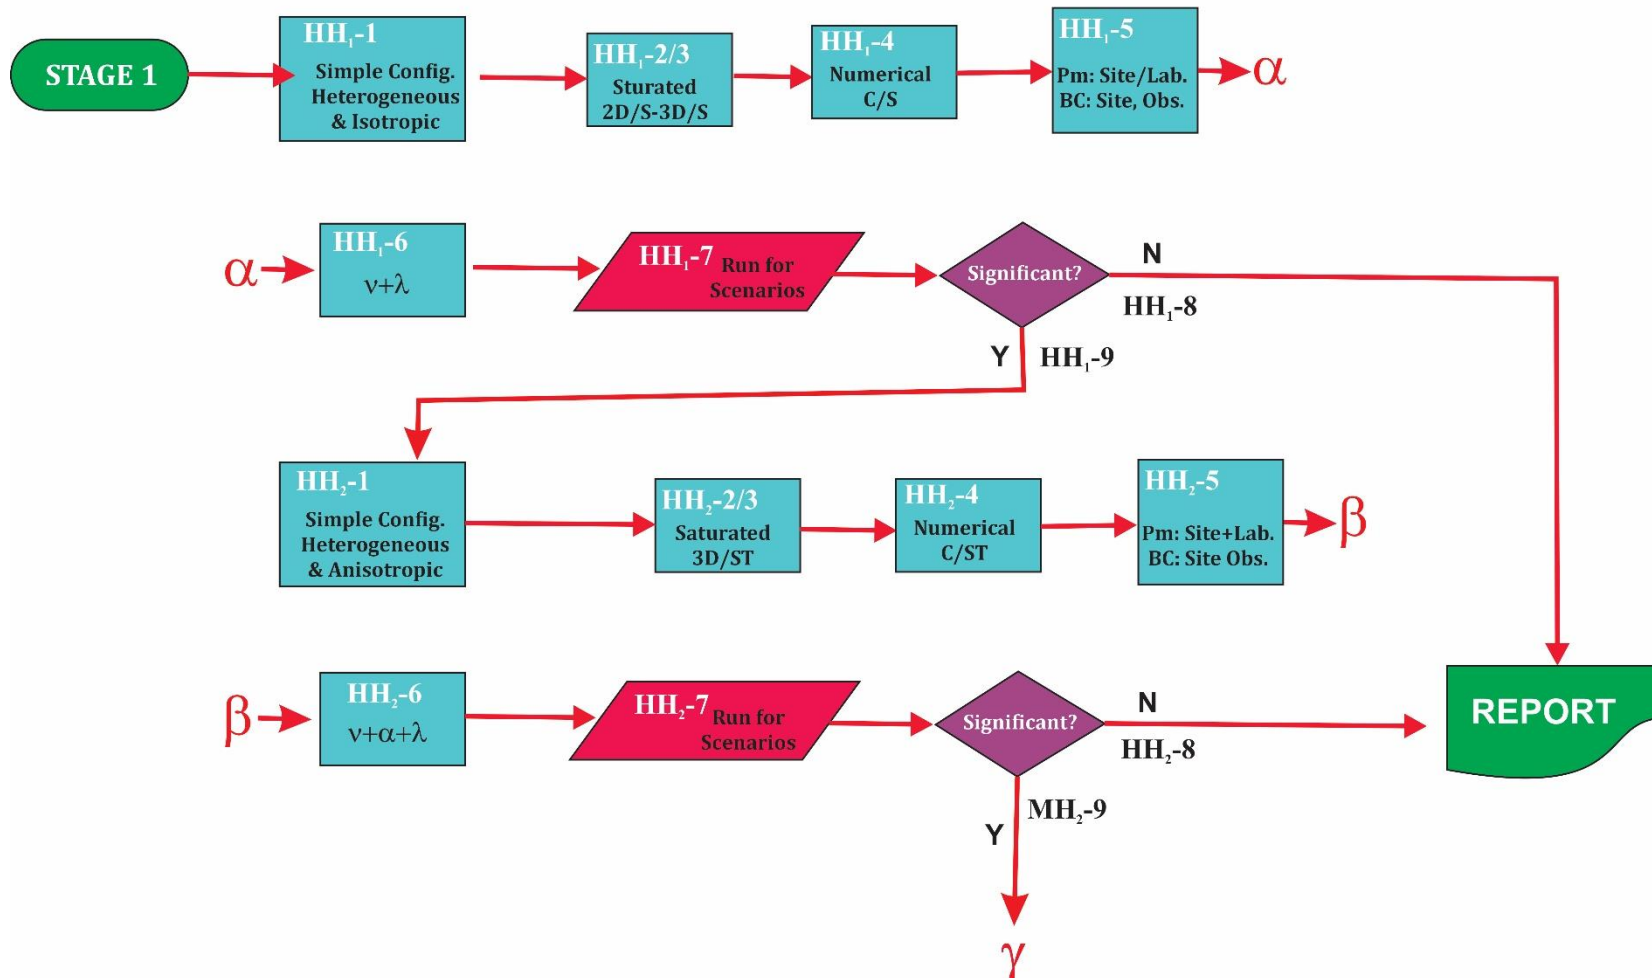 STAGE 1
HH₁-1
Simple Config.
Heterogeneous
& Isotropic
HH₁-2/3
Sturated
2D/S-3D/S
HH₁-4
Numerical
C/S
HH₁-5
Pm: Site/Lab.
BC: Site, Obs.
α
α
HH₁-6
ν+λ
HH₁-7
Run for
Scenarios
Significant?
N
HH₁-8
Y
HH₁-9
HH₂-1
Simple Config.
Heterogeneous
& Anisotropic
HH₂-2/3
Saturated
3D/ST
HH₂-4
Numerical
C/ST
HH₂-5
Pm: Site+Lab.
BC: Site Obs.
β
β
HH₂-6
ν+α+λ
HH₂-7
Run for
Scenarios
Significant?
N
HH₂-8
REPORT
Y
MH₂-9
γ